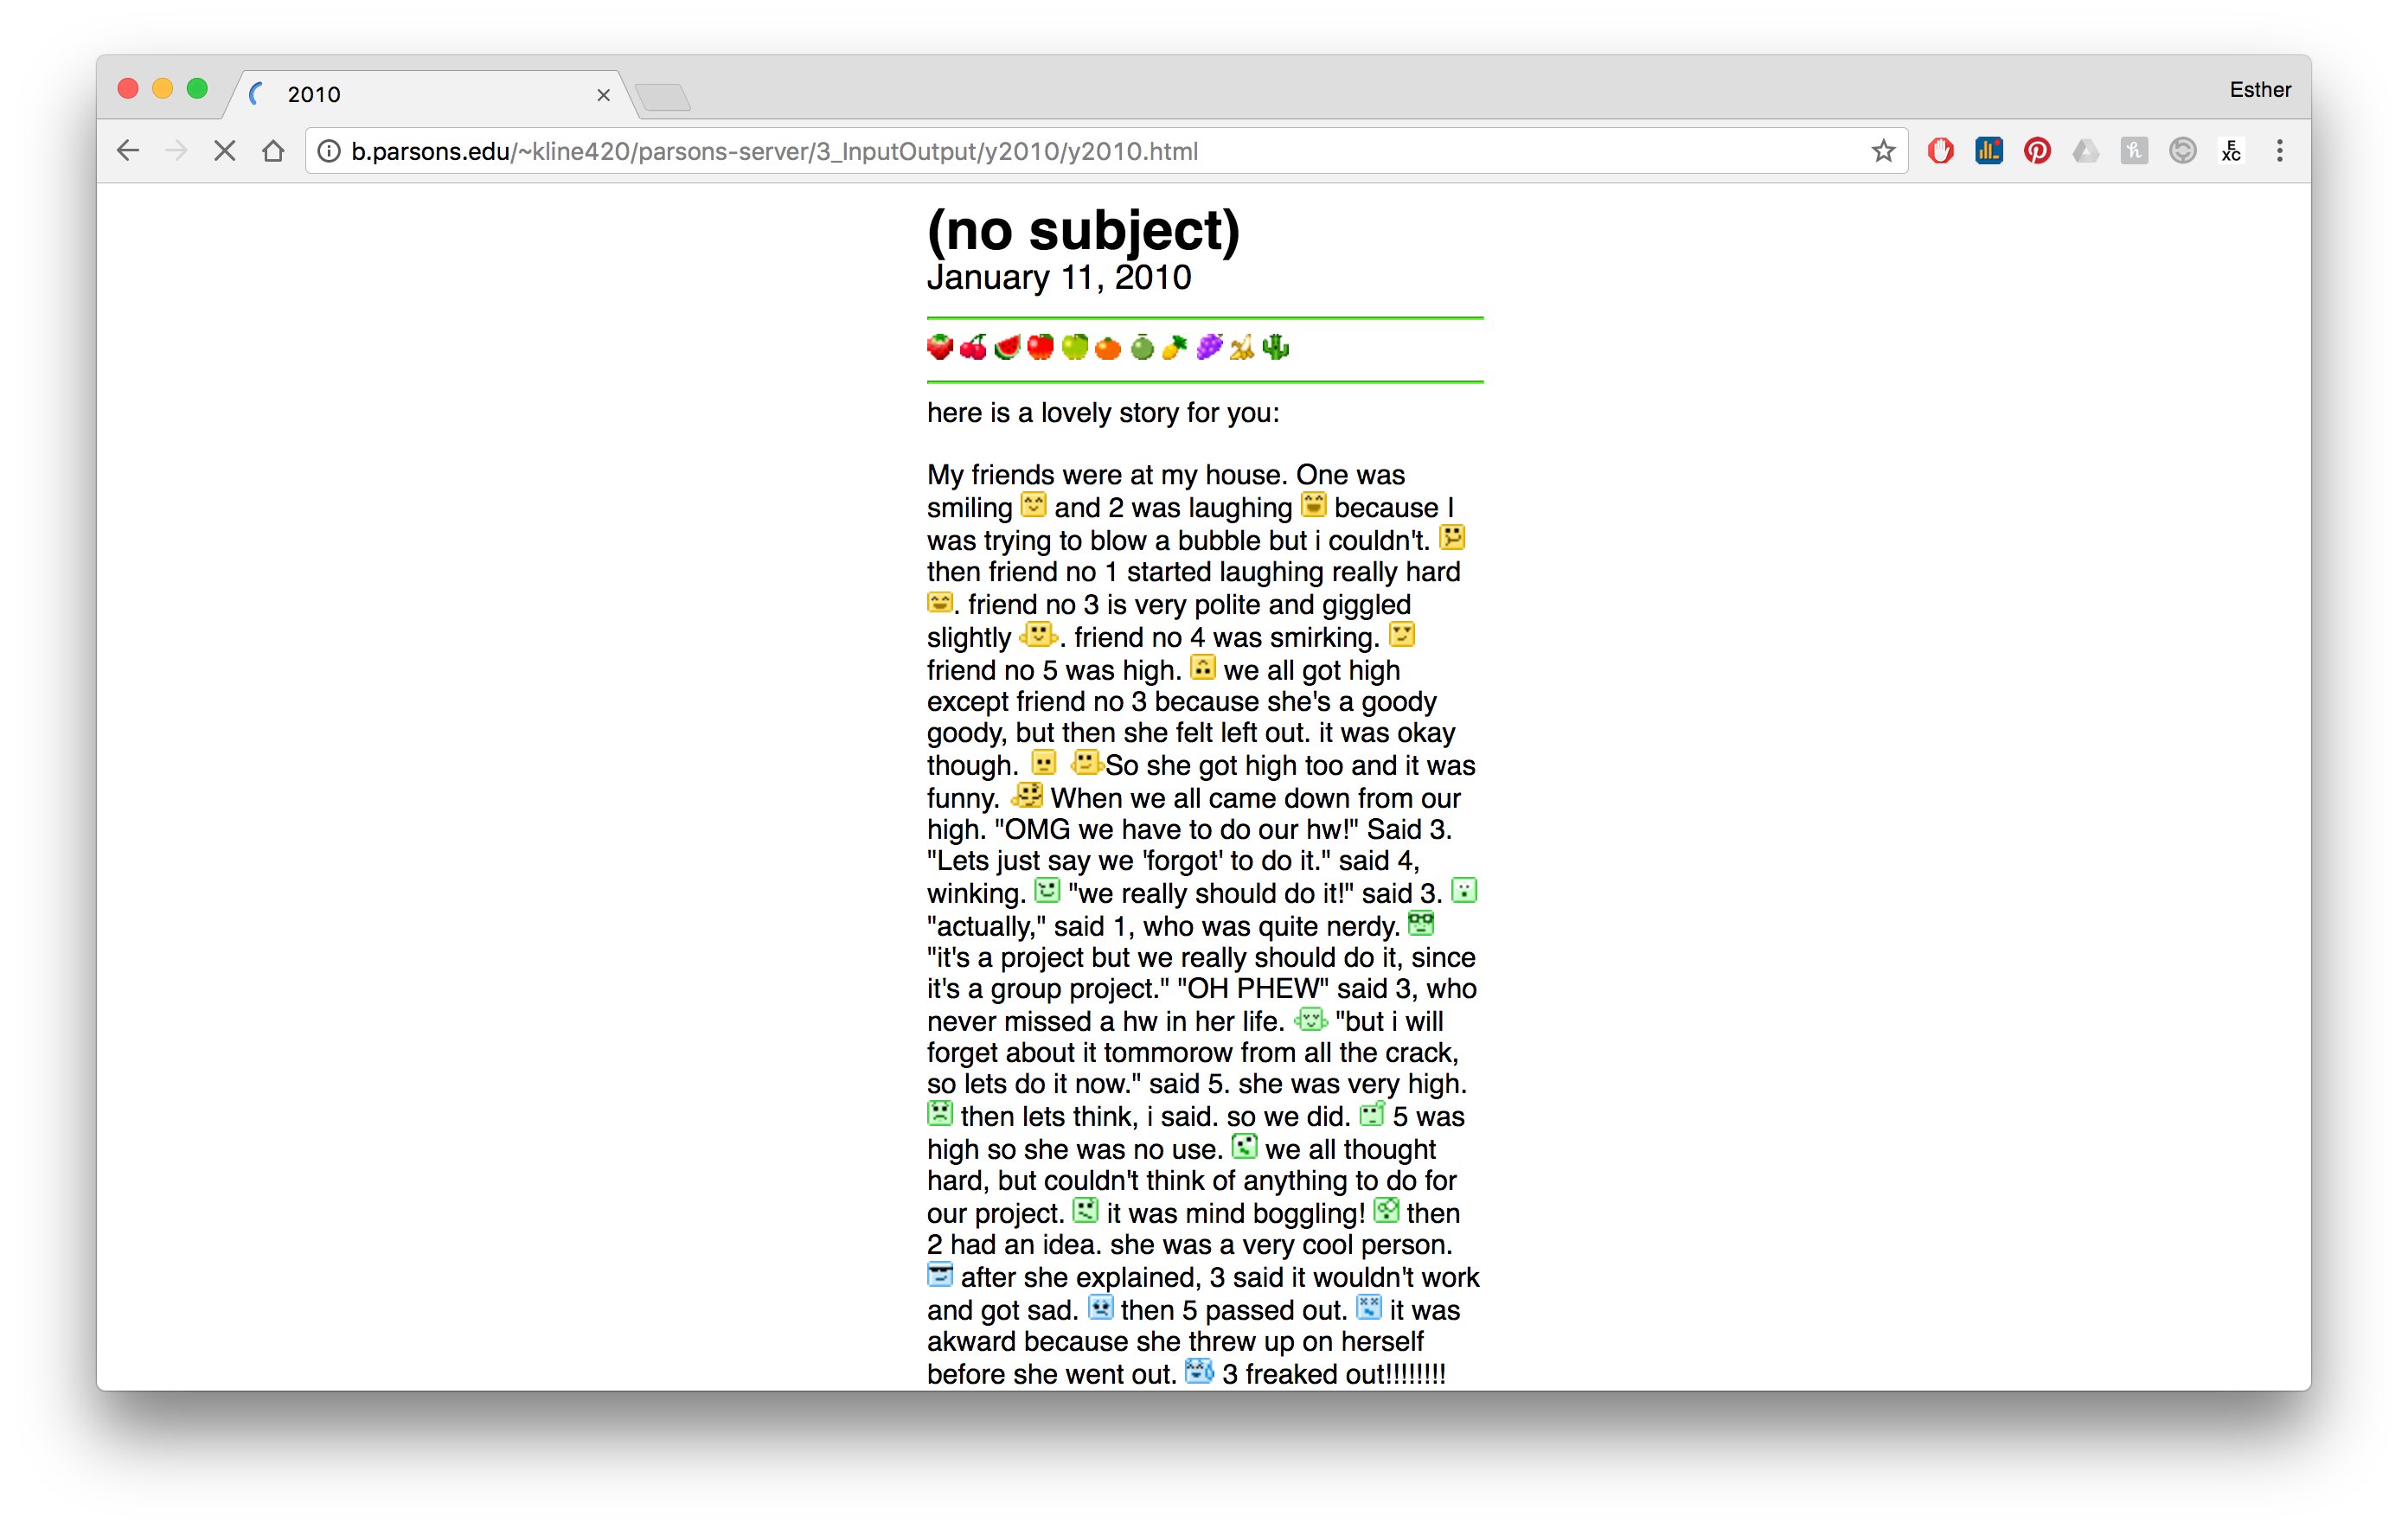 2010
Esther
b.parsons.edu/~kline420/parsons-server/3_InputOutput/y2010/y2010.html
E
XC
(no subject)
January 11, 2010
here is a lovely story for you:
My friends were at my house. One was
smiling and 2 was laughing because I
was trying to blow a bubble but i couldn't.
then friend no 1 started laughing really hard
. friend no 3 is very polite and giggled
slightly . friend no 4 was smirking.
friend no 5 was high. we all got high
except friend no 3 because she's a goody
goody, but then she felt left out. it was okay
though. So she got high too and it was
funny. When we all came down from our
high. "OMG we have to do our hw!" Said 3.
"Lets just say we 'forgot' to do it." said 4,
winking. "we really should do it!" said 3.
"actually," said 1, who was quite nerdy.
"it's a project but we really should do it, since
it's a group project." "OH PHEW" said 3, who
never missed a hw in her life. "but i will
forget about it tommorow from all the crack,
so lets do it now." said 5. she was very high.
then lets think, i said. so we did. 5 was
high so she was no use. we all thought
hard, but couldn't think of anything to do for
our project. it was mind boggling! then
2 had an idea. she was a very cool person.
after she explained, 3 said it wouldn't work
and got sad. then 5 passed out. it was
akward because she threw up on herself
before she went out. 3 freaked out!!!!!!!!